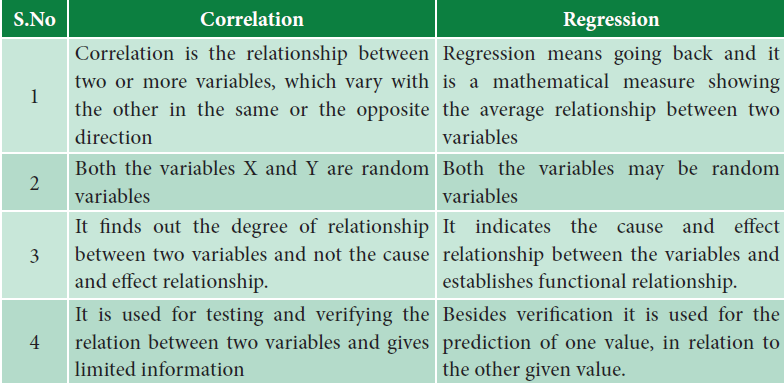 S.No Correlation Regression
1
Correlation is the relationship between
two or more variables, which vary with
the other in the same or the opposite
direction
Regression means going back and it
is a mathematical measure showing
the average relationship between two
variables
2
Both the variables X and Y are random
variables
Both the variables may be random
variables
3
It finds out the degree of relationship
between two variables and not the cause
and effect relationship.
It indicates the cause and effect
relationship between the variables and
establishes functional relationship.
4
It is used for testing and verifying the
relation between two variables and gives
limited information
Besides verification it is used for the
prediction of one value, in relation to
the other given value.